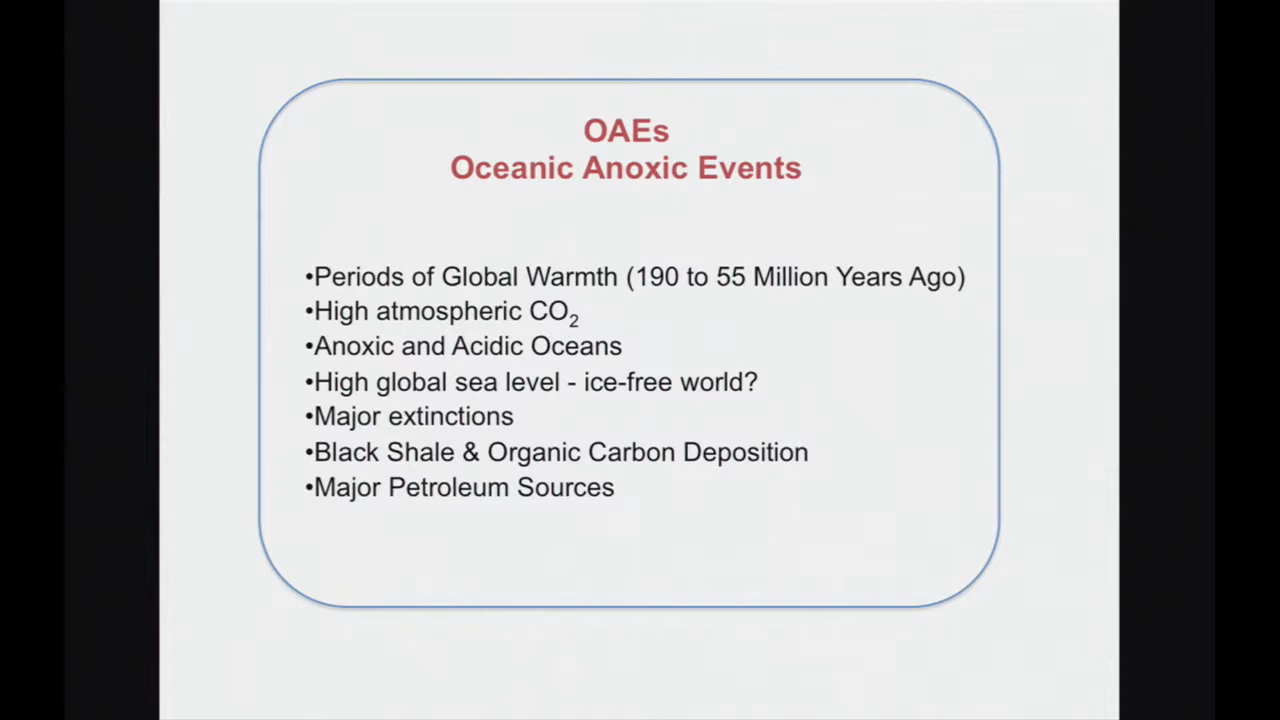 OAEs
Oceanic Anoxic Events
•Periods of Global Warmth (190 to 55 Million Years Ago)
•High atmospheric CO₂
•Anoxic and Acidic Oceans
•High global sea level - ice-free world?
•Major extinctions
•Black Shale & Organic Carbon Deposition
•Major Petroleum Sources